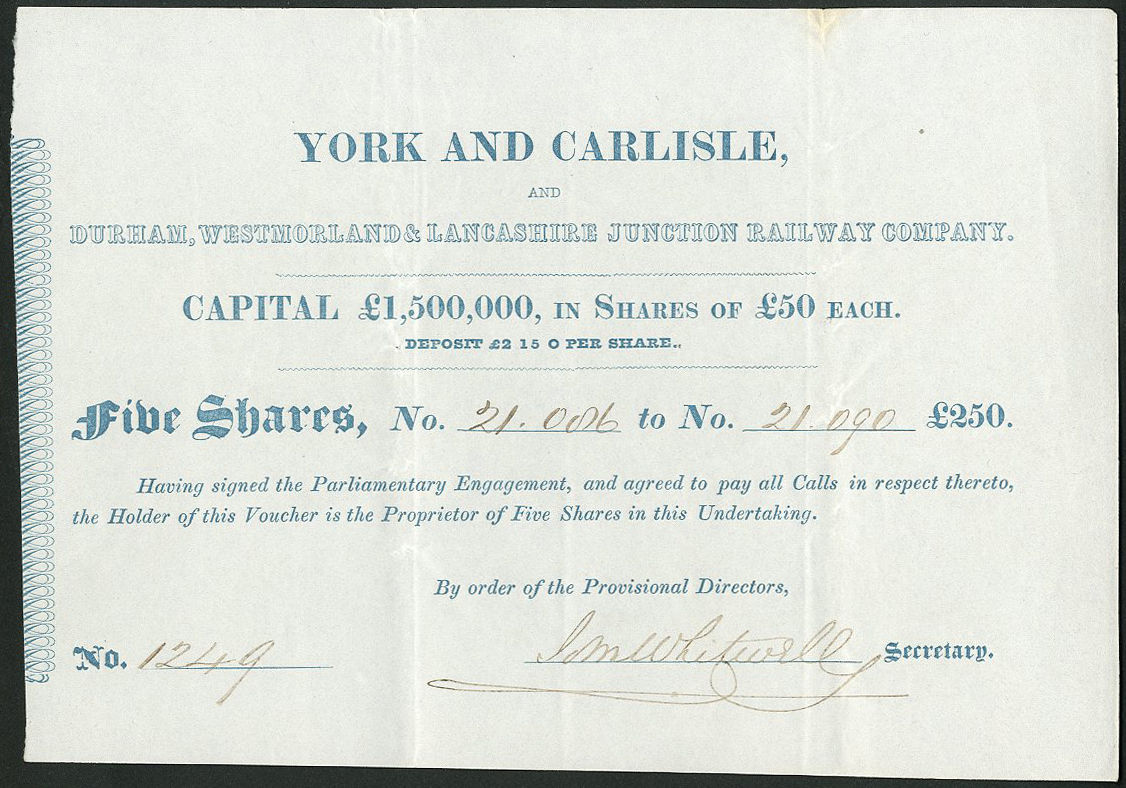 YORK AND CARLISLE,
AND
DURHAM, WESTMORLAND & LANCASHIRE JUNCTION RAILWAY COMPANY.
CAPITAL £1,500,000, IN SHARES OF £50 EACH.
DEPOSIT £2 15 0 PER SHARE.
Five Shares, No. 21.086 to No. 21.090 £250.
Having signed the Parliamentary Engagement, and agreed to pay all Calls in respect thereto,
the Holder of this Voucher is the Proprietor of Five Shares in this Undertaking.
By order of the Provisional Directors,
No. 1249 Whitwell Secretary.